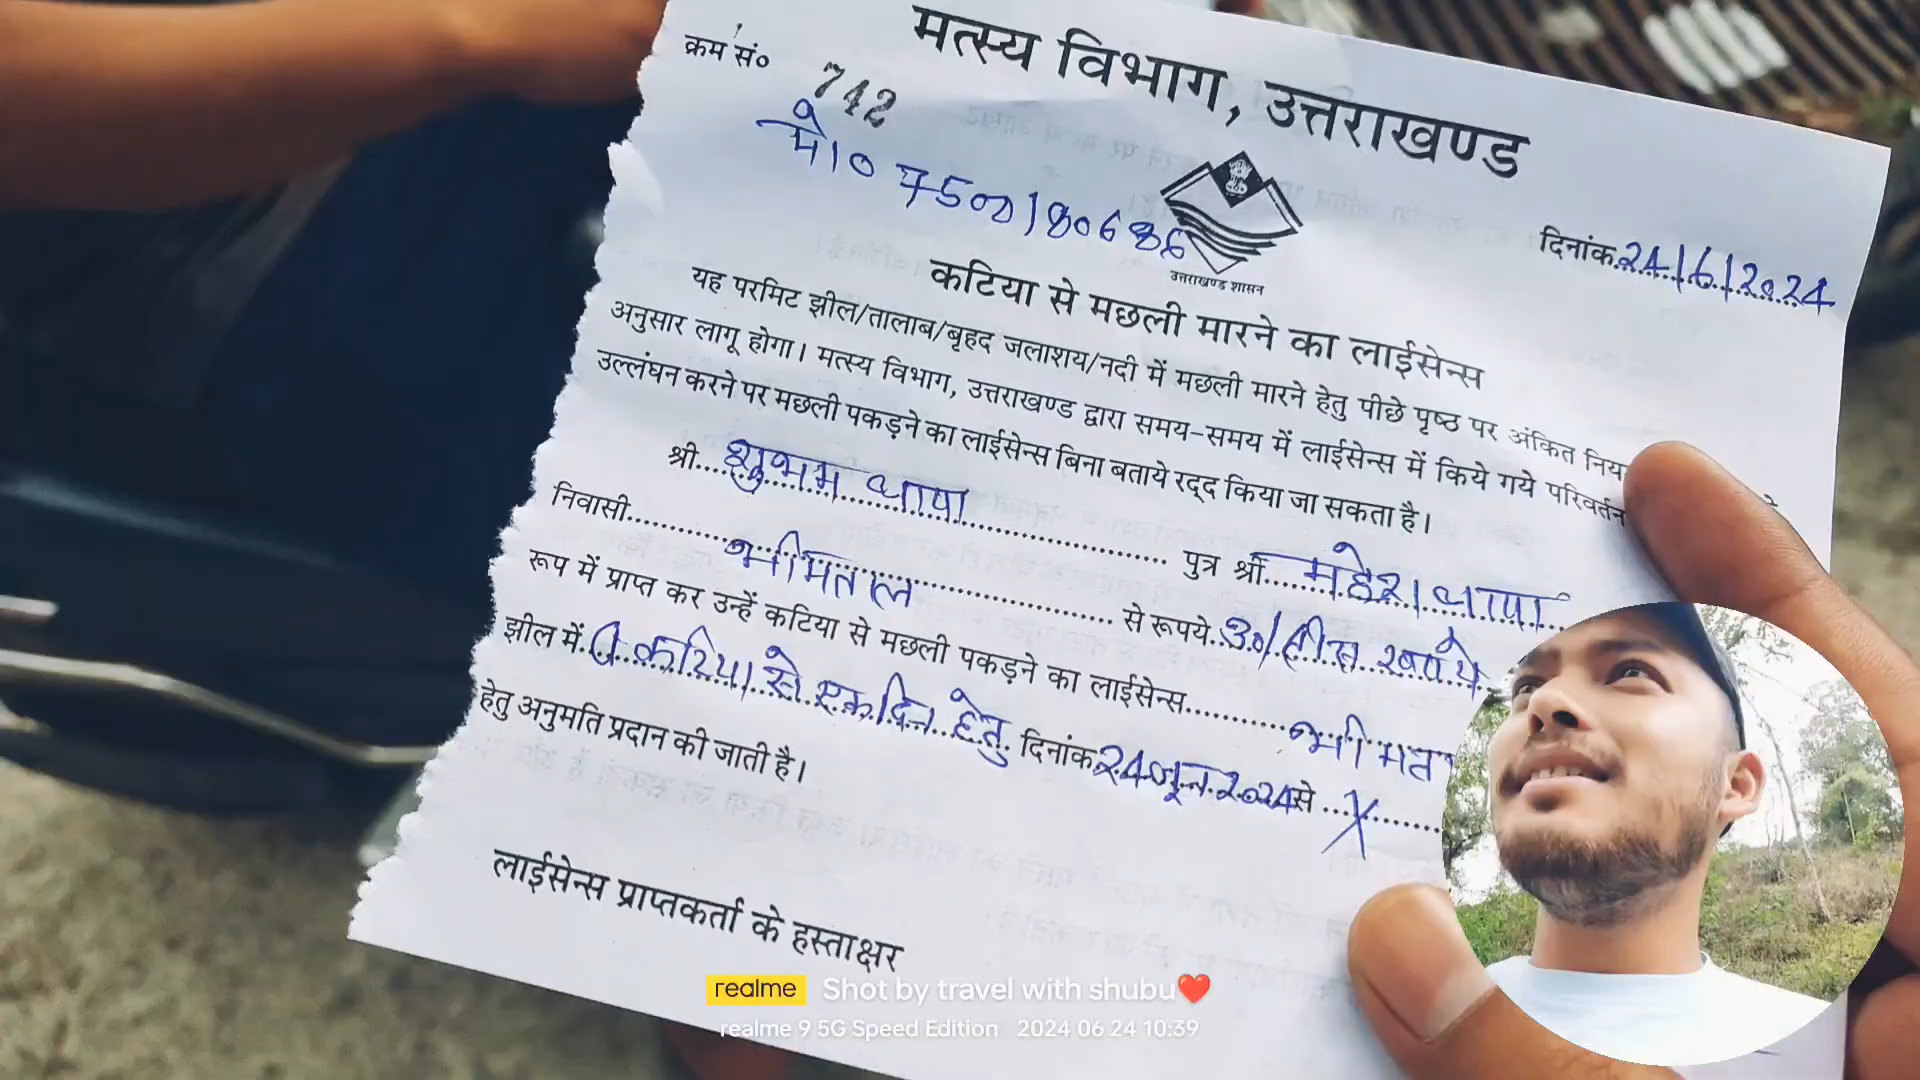 मत्स्य विभाग, उत्तराखण्ड
क्रम सं० 742
मो०
उत्तराखण्ड शासन
दिनांक 24/6/2024
कटिया से मछली मारने का लाईसेन्स
यह परमिट झील/तालाब/बृहद जलाशय/नदी में मछली मारने हेतु पीछे पृष्ठ पर अंकित
अनुसार लागू होगा। मत्स्य विभाग, उत्तराखण्ड द्वारा समय-समय में लाईसेन्स में किये गये परिवर्तन
उल्लंघन करने पर मछली पकड़ने का लाईसेन्स बिना बताये रद्द किया जा सकता है।
श्री.. शुभम थापा ........ पुत्र श्री.. महेश थापा
निवासी........ भीमताल ........ से रूपये.. 30/ तीस रूपये
रूप में प्राप्त कर उन्हें कटिया से मछली पकड़ने का लाईसेन्स........
झील में. 1 कटिया से एक दिन हेतु दिनांक 24 जून 2024 से ..X......
हेतु अनुमति प्रदान की जाती है।
लाईसेन्स प्राप्तकर्ता के हस्ताक्षर
realme Shot by travel with shubu❤️
realme 9 5G Speed Edition 2024 06 24 10:39